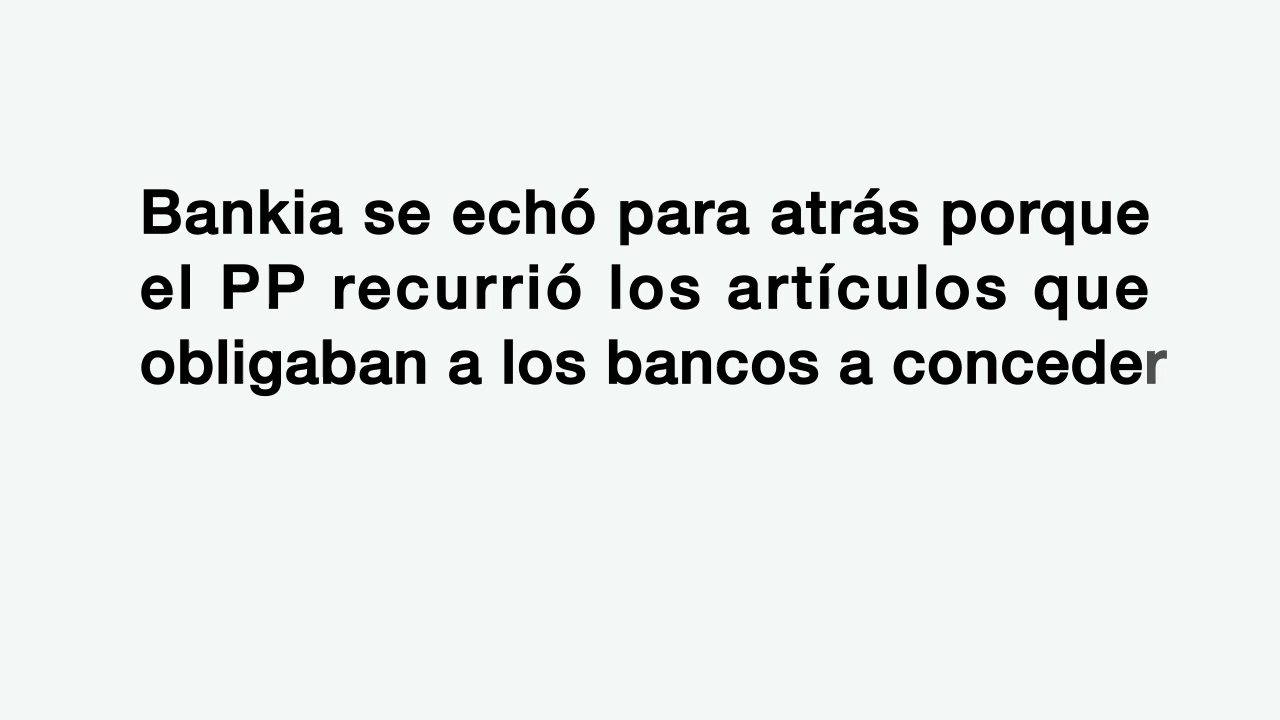 Bankia se echó para atrás porque
el PP recurrió los artículos que
obligaban a los bancos a conceder